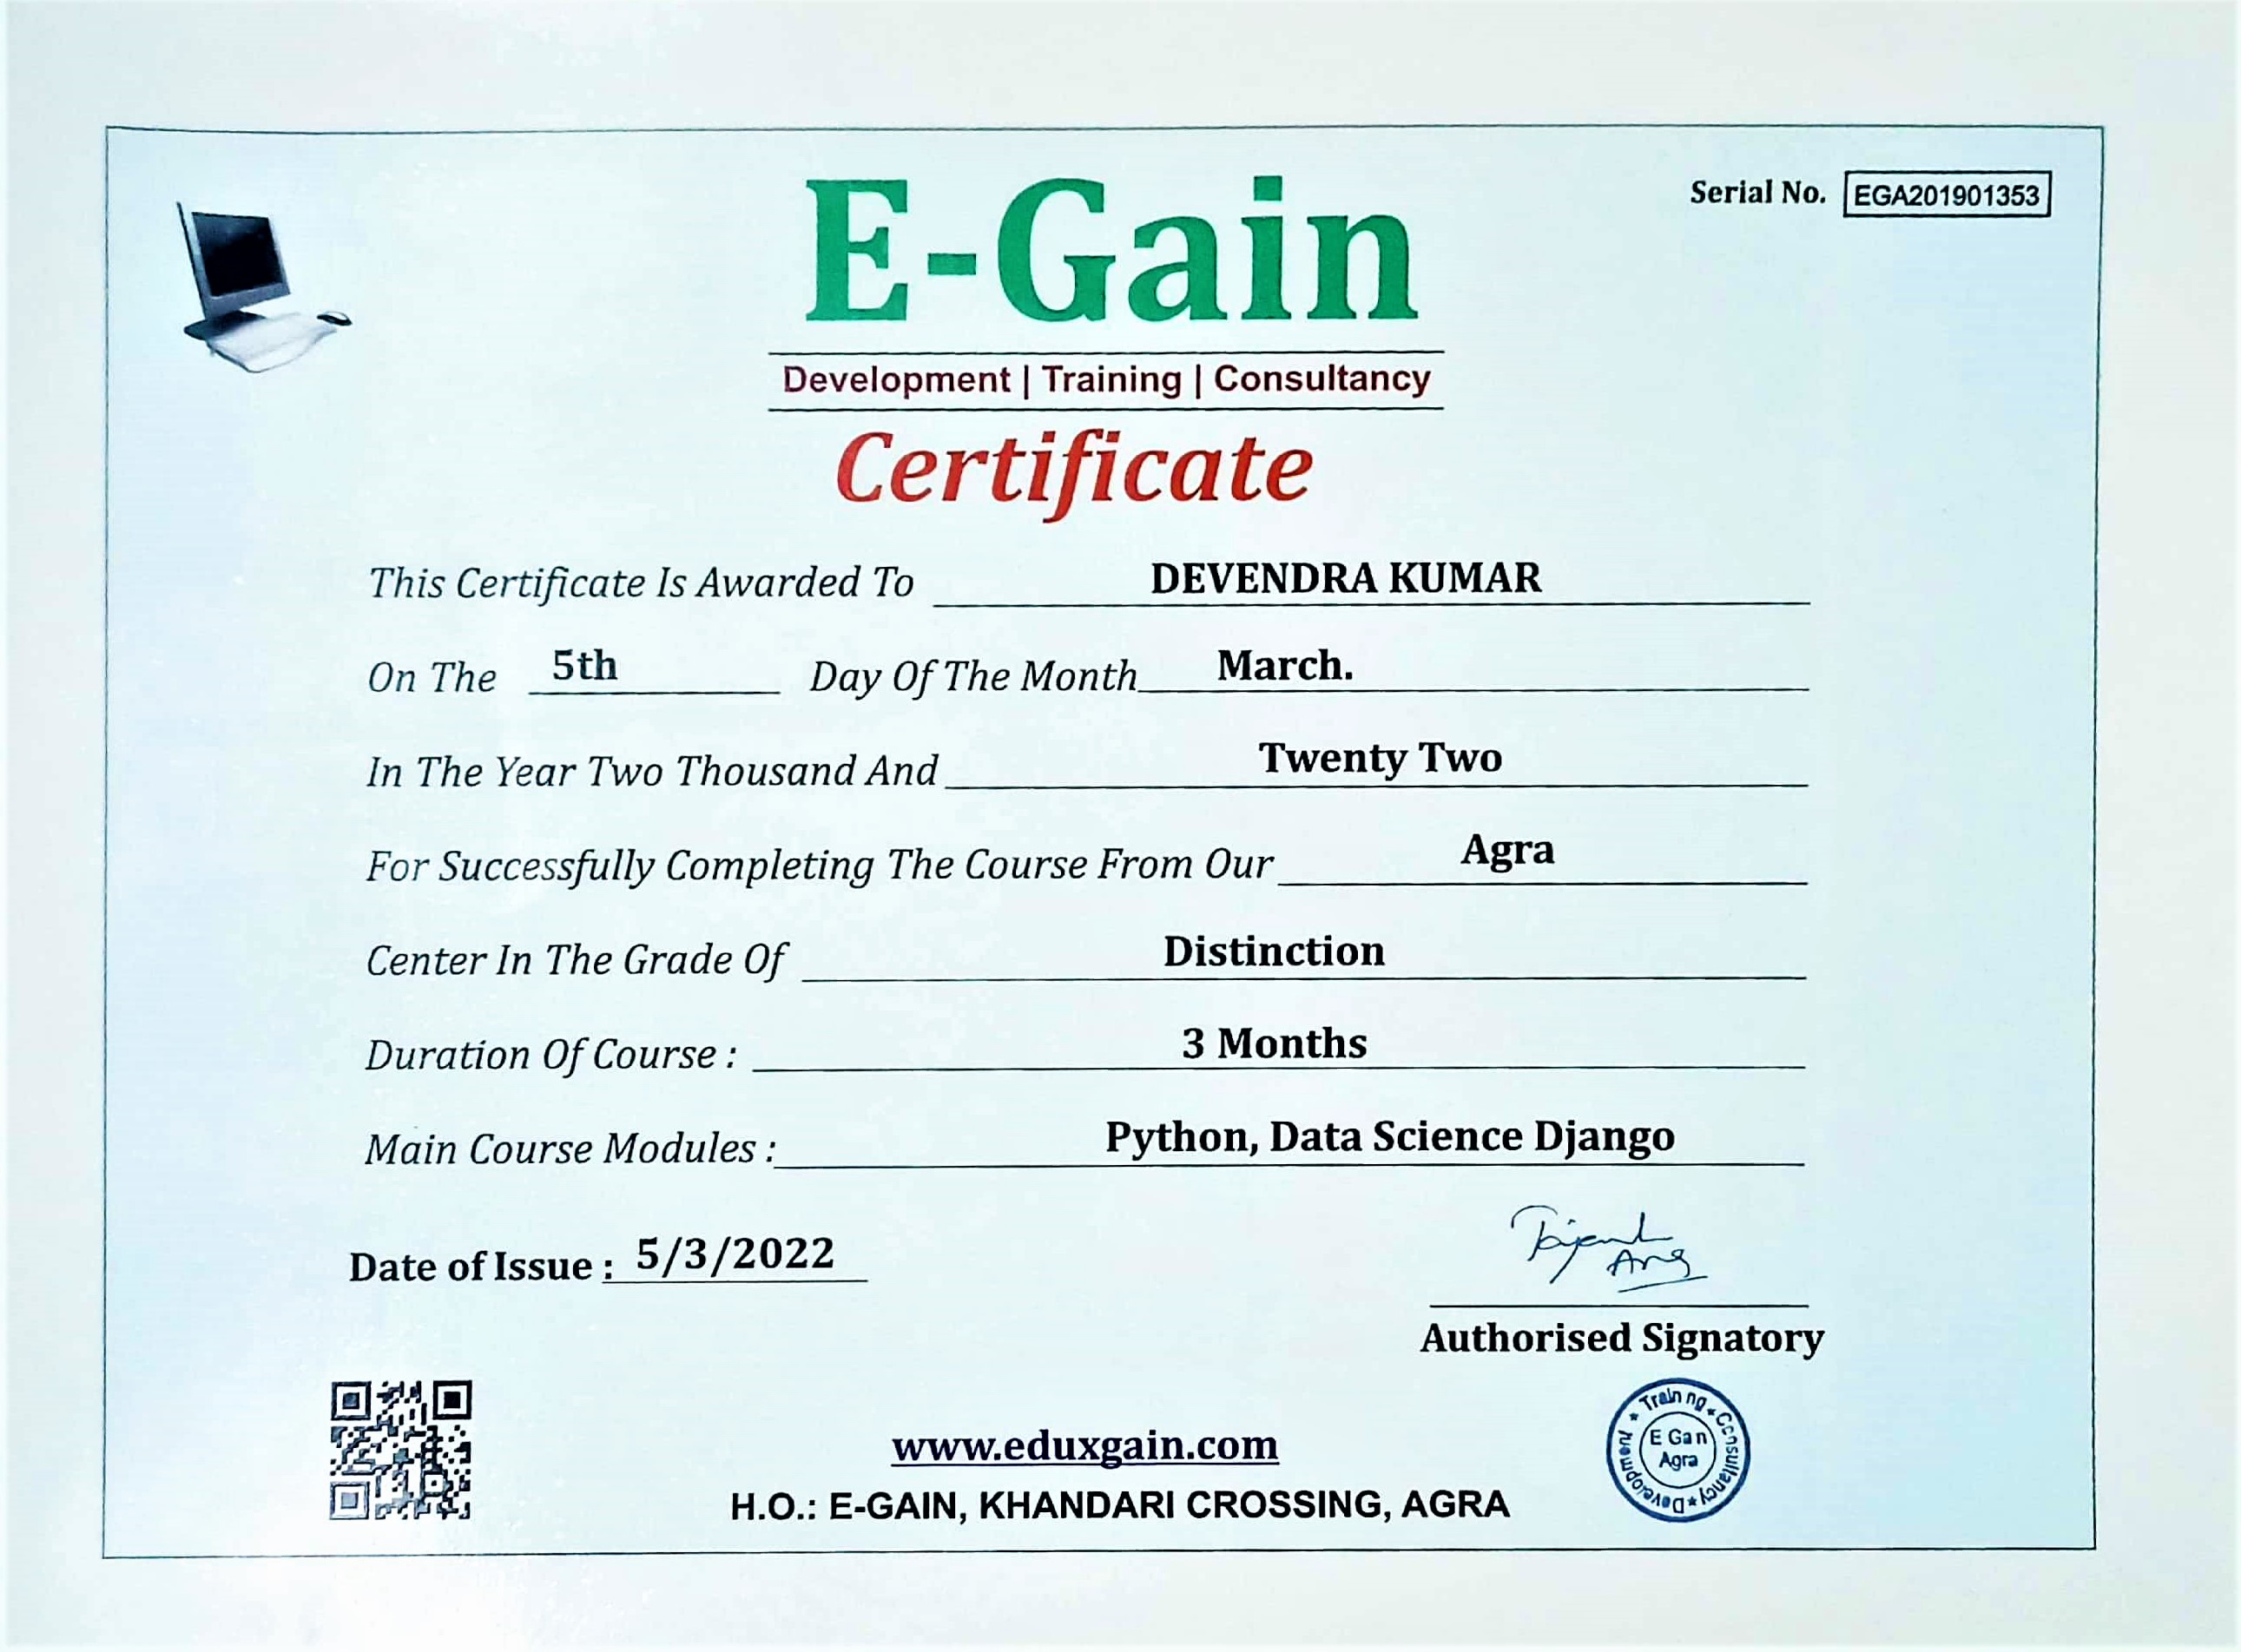 Serial No. EGA201901353
E-Gain
Development | Training | Consultancy
Certificate
This Certificate Is Awarded To DEVENDRA KUMAR
On The 5th Day Of The Month March.
In The Year Two Thousand And Twenty Two
For Successfully Completing The Course From Our Agra
Center In The Grade Of Distinction
Duration Of Course : 3 Months
Main Course Modules : Python, Data Science Django
Date of Issue : 5/3/2022
Authorised Signatory
Train ng * Consultancy * Development *
E Gan
Agra
www.eduxgain.com
H.O.: E-GAIN, KHANDARI CROSSING, AGRA